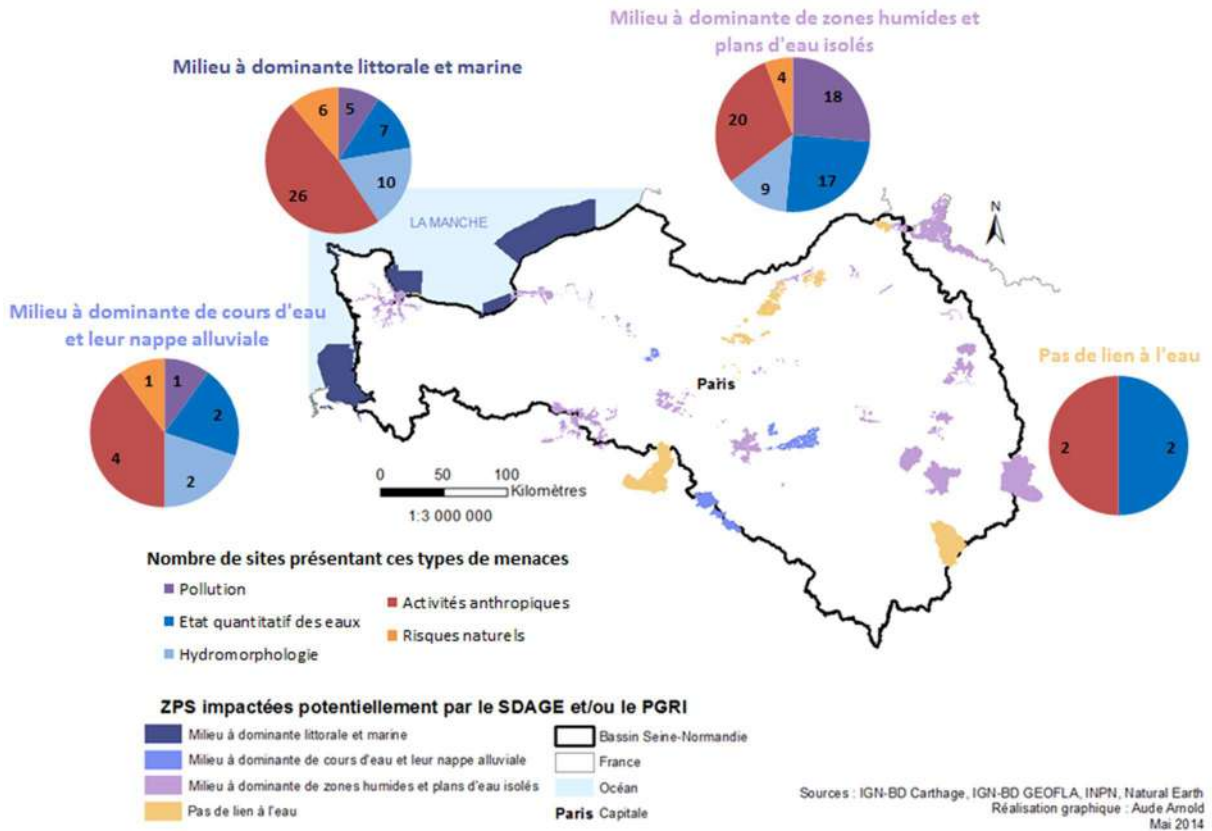 Milieu à dominante de zones humides et
plans d'eau isolés
Milieu à dominante littorale et marine
4
18
20
9
17
6
5
7
26
10
LA MANCHE
N
Milieu à dominante de cours d'eau
et leur nappe alluviale
1
1
2
4
2
Pas de lien à l'eau
2
2
Paris
0 50 100
Kilomètres
1:3 000 000
Nombre de sites présentant ces types de menaces
Pollution
Activités anthropiques
Etat quantitatif des eaux
Risques naturels
Hydromorphologie
ZPS impactées potentiellement par le SDAGE et/ou le PGRI
Milieu à dominante littorale et marine
Bassin Seine-Normandie
Milieu à dominante de cours d'eau et leur nappe alluviale
France
Milieu à dominante de zones humides et plans d'eau isolés
Océan
Pas de lien à l'eau
Paris Capitale
Sources : IGN-BD Carthage, IGN-BD GEOFLA, INPN, Natural Earth
Réalisation graphique : Aude Arnold
Mai 2014